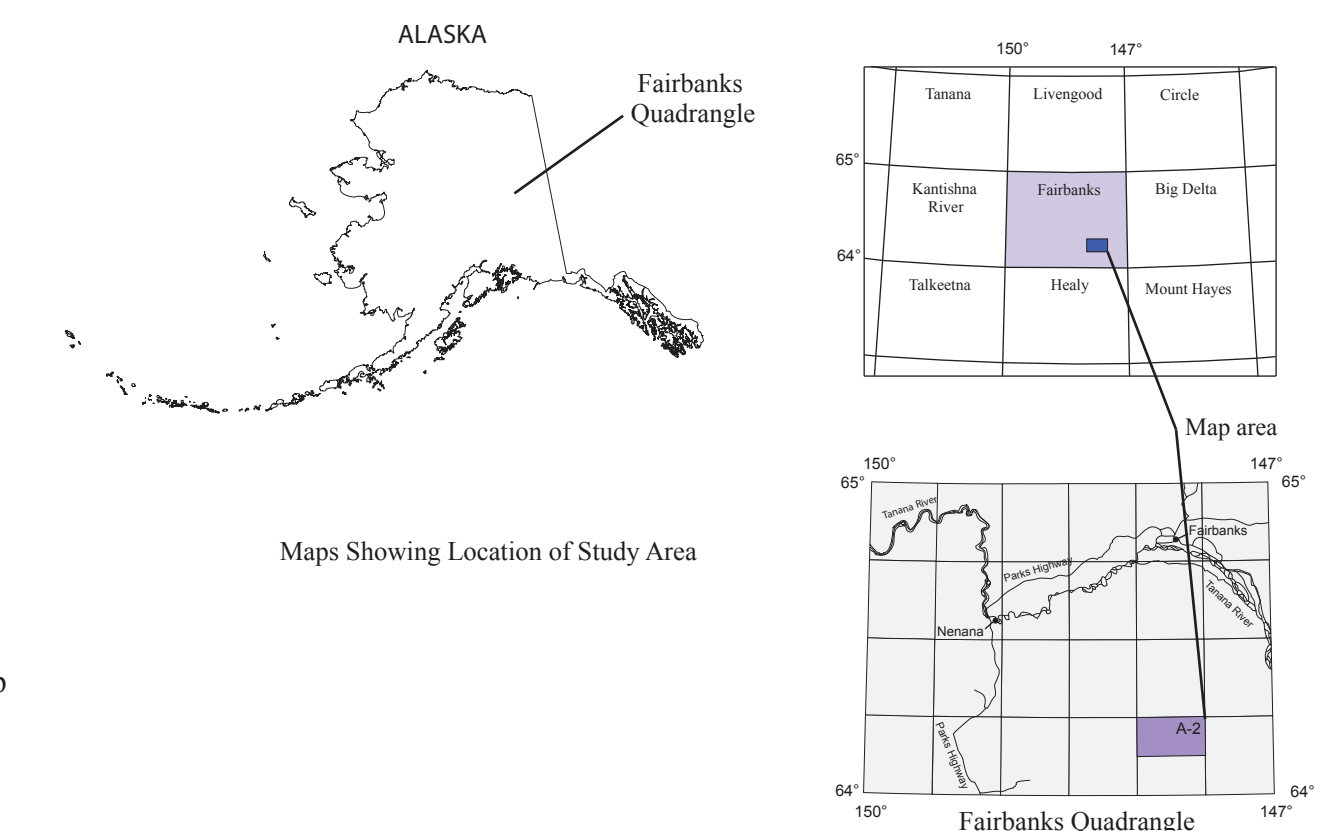 ALASKA
Fairbanks
Quadrangle
150°
147°
Tanana
Livengood
Circle
65°
Kantishna
River
Fairbanks
Big Delta
64°
Talkeetna
Healy
Mount Hayes
Map area
150°
147°
65°
65°
Tanana River
Fairbanks
Parks Highway
Tanana River
Nenana
Maps Showing Location of Study Area
A-2
Parks Highway
64°
64°
150°
147°
Fairbanks Quadrangle